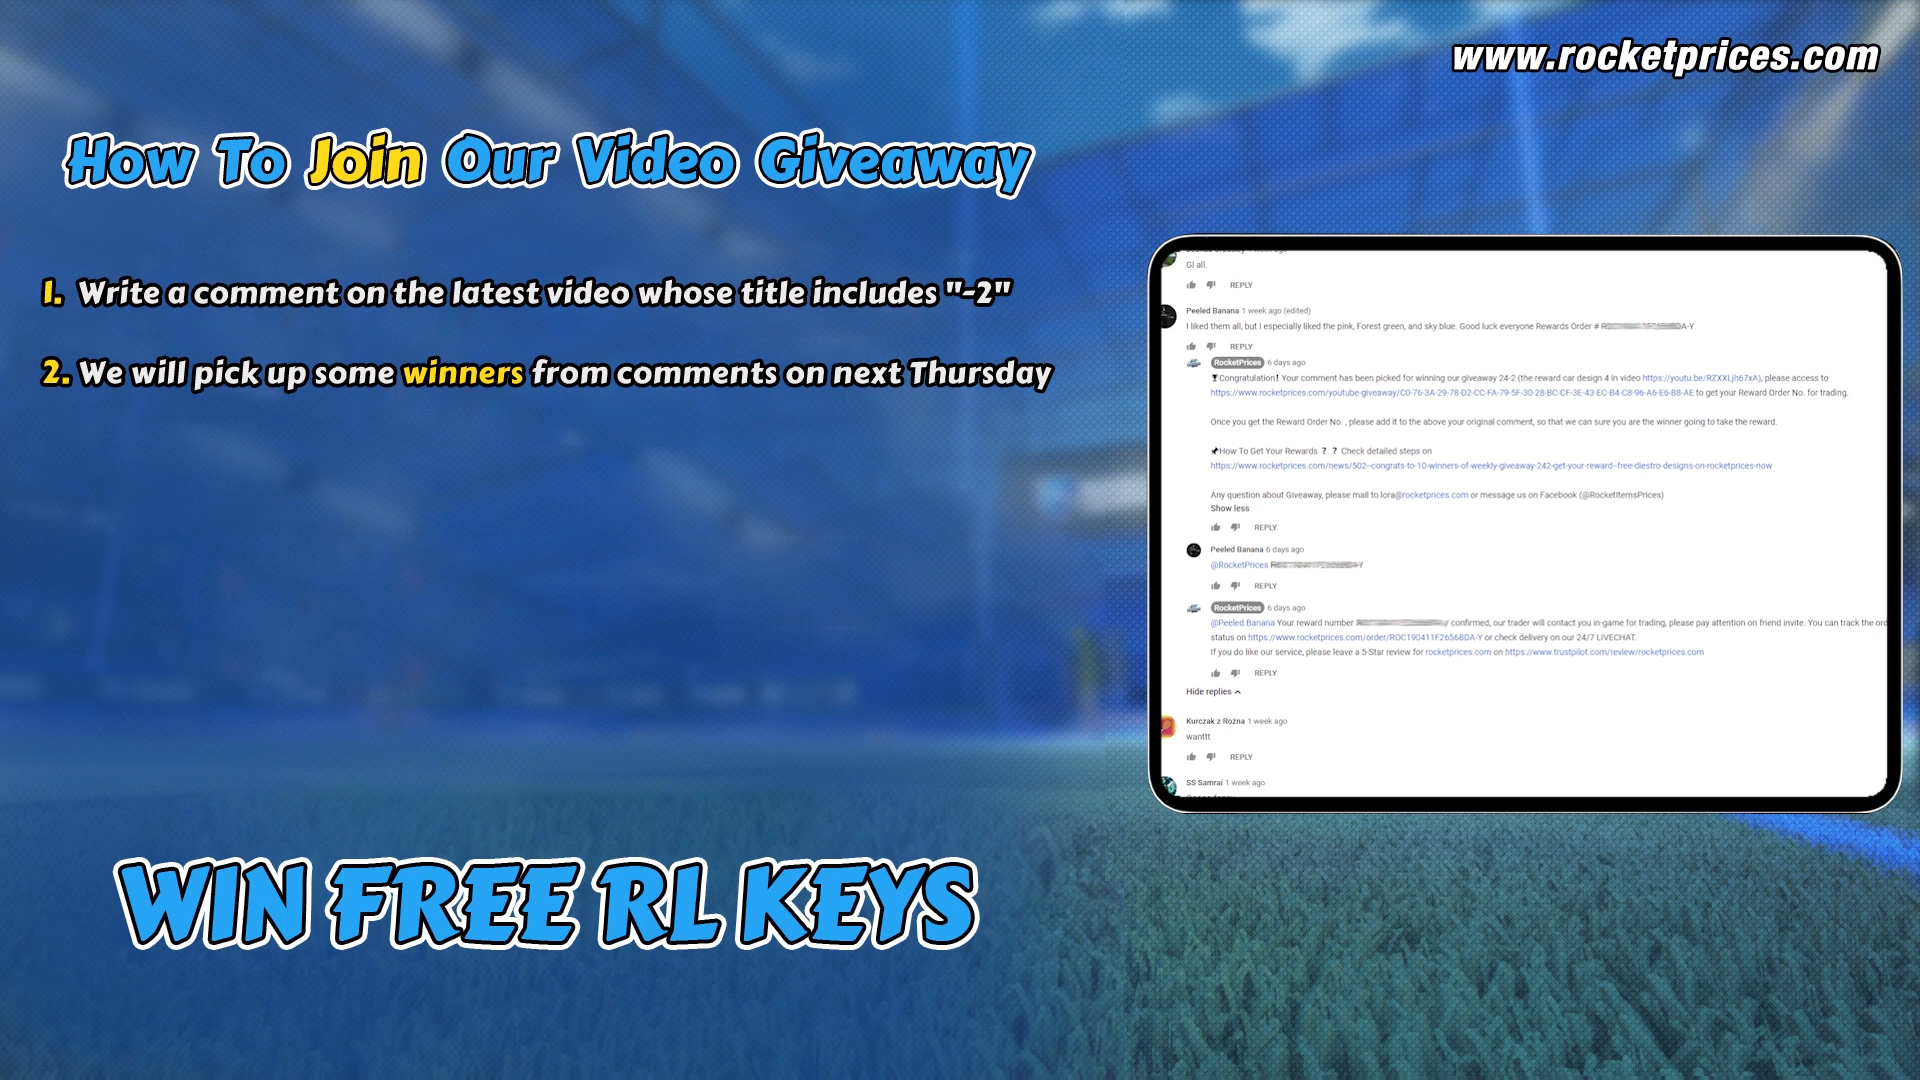 www.rocketprices.com
How To Join Our Video Giveaway
1. Write a comment on the latest video whose title includes "-2"
2. We will pick up some winners from comments on next Thursday
WIN FREE RL KEYS
Gl all.
REPLY
Peeled Banana 1 week ago (edited)
I liked them all, but I especially liked the pink, Forest green, and sky blue. Good luck everyone Rewards Order # R A-Y
REPLY
RocketPrices 6 days ago
🏆Congratulation! Your comment has been picked for winning our giveaway 24-2 (the reward car design 4 in video https://youtu.be/RZXXLjh67xA), please access to
https://www.rocketprices.com/youtube-giveaway/C0-76-3A-29-78-D2-CC-FA-79-5F-30-28-BC-CF-3E-43-EC-B4-C8-96-A6-E6-B8-AE to get your Reward Order No. for trading.
Once you get the Reward Order No. , please add it to the above your original comment, so that we can sure you are the winner going to take the reward.
📌How To Get Your Rewards ? ? Check detailed steps on
https://www.rocketprices.com/news/502--congrats-to-10-winners-of-weekly-giveaway-242-get-your-reward--free-diestro-designs-on-rocketprices-now
Any question about Giveaway, please mail to lora@rocketprices.com or message us on Facebook (@RocketItemsPrices)
Show less
REPLY
Peeled Banana 6 days ago
@RocketPrices
REPLY
RocketPrices 6 days ago
@Peeled Banana Your reward number confirmed, our trader will contact you in-game for trading, please pay attention on friend invite. You can track the ord
status on https://www.rocketprices.com/order/ROC190411F2656BDA-Y or check delivery on our 24/7 LIVECHAT.
If you do like our service, please leave a 5-Star review for rocketprices.com on https://www.trustpilot.com/review/rocketprices.com
REPLY
Hide replies
Kurczak z Rożna 1 week ago
wanttt
REPLY
SS Samrai 1 week ago